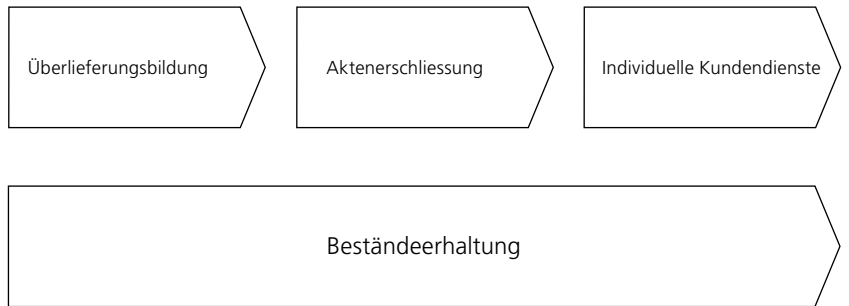 Überlieferungsbildung
Aktenerschliessung
Individuelle Kundendienste
Beständeerhaltung